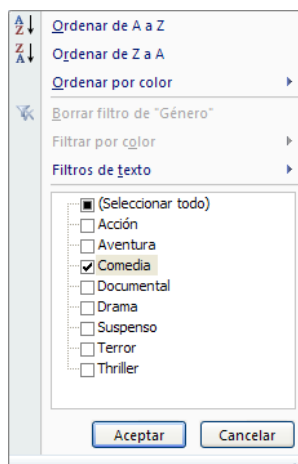 Ordenar de A a Z
Ordenar de Z a A
Ordenar por color
Borrar filtro de "Género"
Filtrar por color
Filtros de texto
(Seleccionar todo)
Acción
Aventura
Comedia
Documental
Drama
Suspenso
Terror
Thriller
Aceptar Cancelar